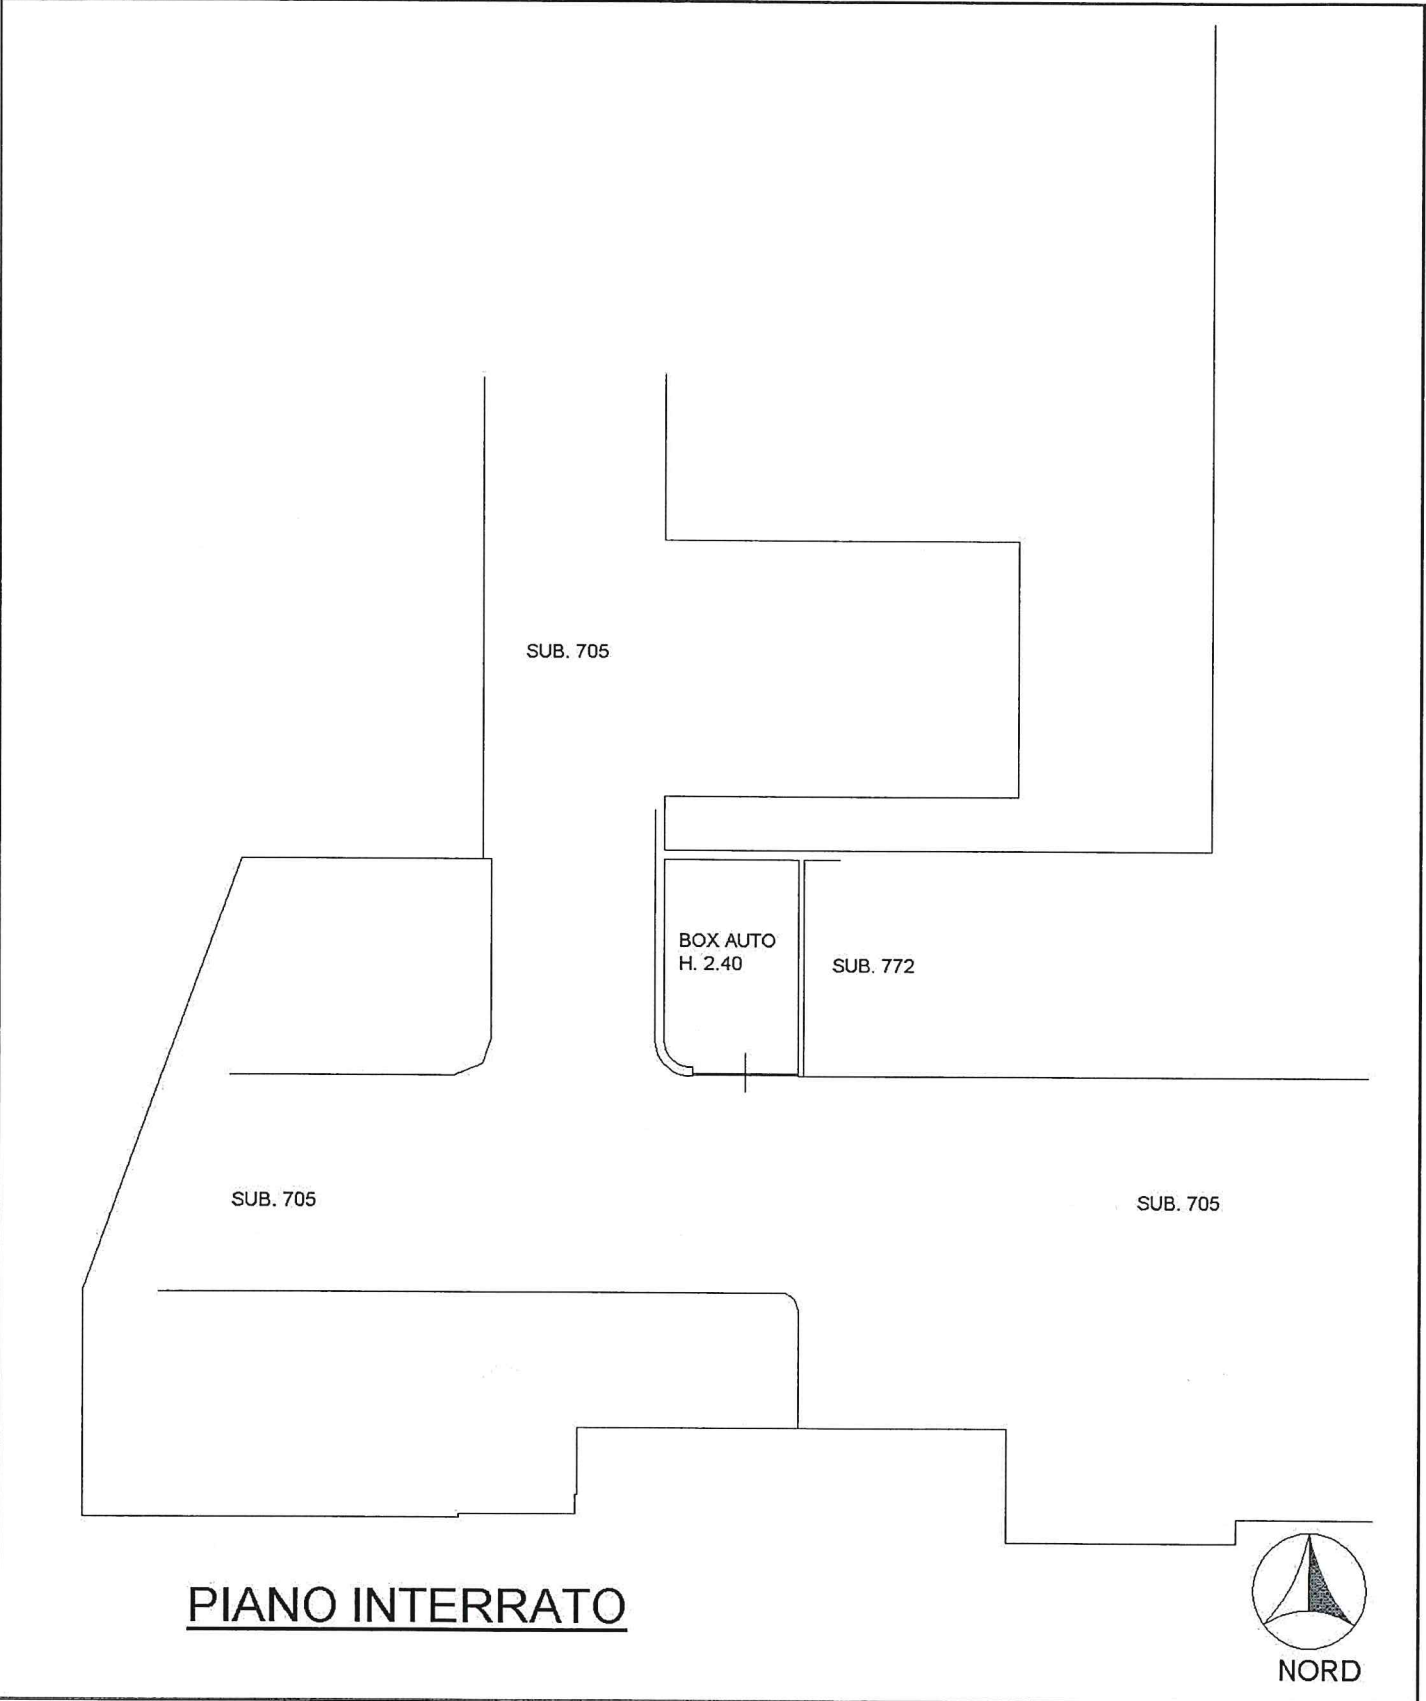 SUB. 705
BOX AUTO
H. 2.40
SUB. 772
SUB. 705
SUB. 705
PIANO INTERRATO
NORD